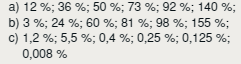 a) 12 %; 36 %; 50 %; 73 %; 92 %; 140 %;
b) 3 %; 24 %; 60 %; 81 %; 98 %; 155 %;
c) 1,2 %; 5,5 %; 0,4 %; 0,25 %; 0,125 %;
0,008 %